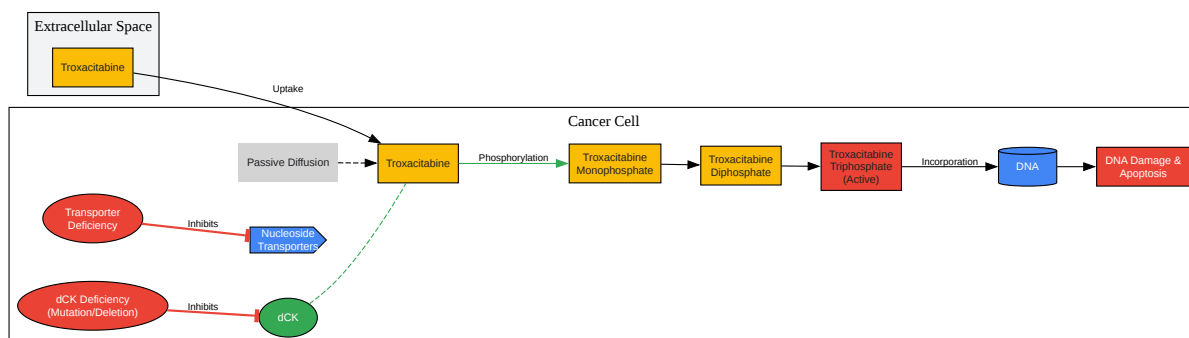 Extracellular Space
Troxacitabine
Uptake
Cancer Cell
Passive Diffusion
Troxacitabine
Phosphorylation
Troxacitabine
Monophosphate
Troxacitabine
Diphosphate
Troxacitabine
Triphosphate
(Active)
Incorporation
DNA
DNA Damage &
Apoptosis
Transporter
Deficiency
Inhibits
Nucleoside
Transporters
dCK Deficiency
(Mutation/Deletion)
Inhibits
dCK